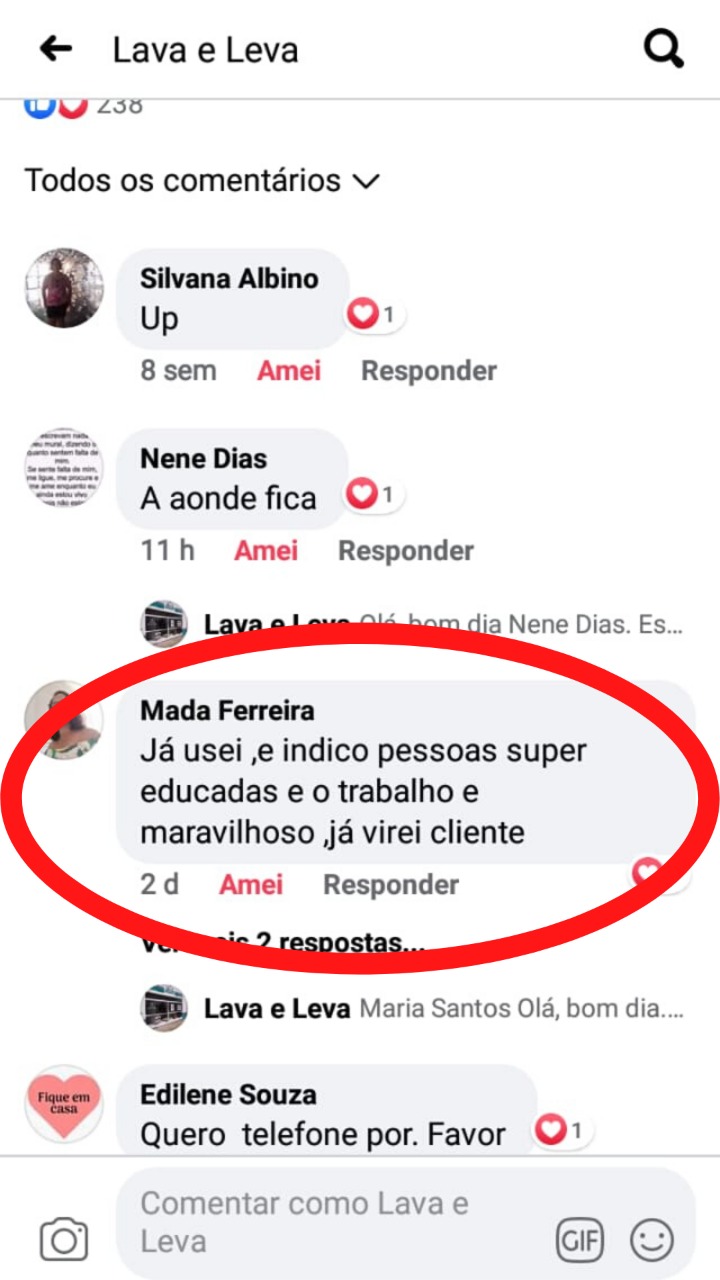 Lava e Leva
238
Todos os comentários
Silvana Albino
Up
1
8 sem Amei Responder
Nene Dias
A aonde fica
1
11 h Amei Responder
Lava e Leva Olá, bom dia Nene Dias. Es...
Mada Ferreira
Já usei ,e indico pessoas super
educadas e o trabalho e
maravilhoso ,já virei cliente
2 d Amei Responder
2 respostas...
Lava e Leva Maria Santos Olá, bom dia....
Fique em
casa
Edilene Souza
Quero telefone por. Favor
1
Comentar como Lava e
Leva
GIF